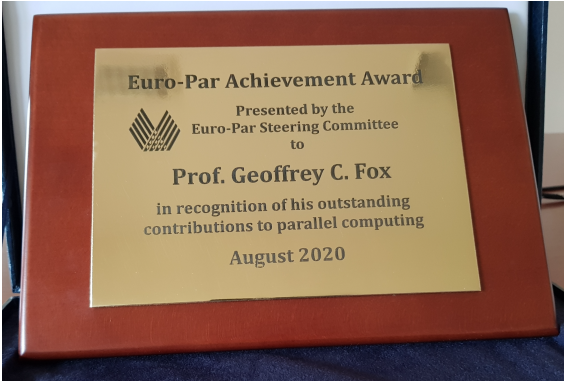 Euro-Par Achievement Award
Presented by the
Euro-Par Steering Committee
to
Prof. Geoffrey C. Fox
in recognition of his outstanding
contributions to parallel computing
August 2020